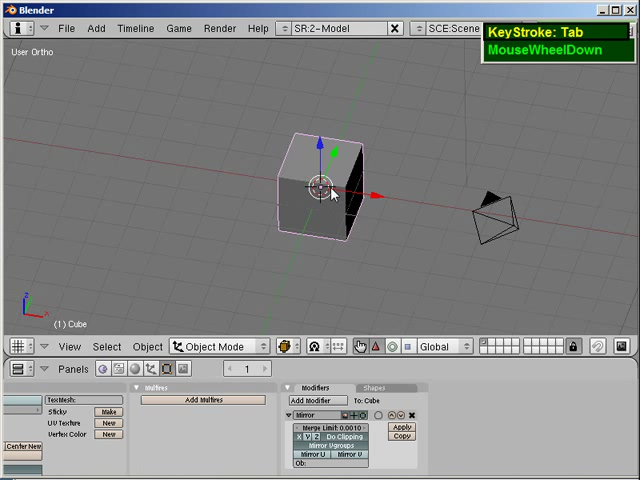 Blender
File Add Timeline Game Render Help SR:2-Model SCE:Scene
KeyStroke: Tab
MouseWheelDown
User Ortho
z
x
(1) Cube
View Select Object Object Mode Global
Panels 1
Multires
Modifiers Shapes
TexMesh:
Add Multires
Add Modifier To: Cube
Sticky Make
Mirror
UV Texture New
Merge Limit: 0.0010 Apply
Vertex Color New
X Y Z Do Clipping Copy
Center New
Mirror Vgroups
Mirror U Mirror V
Ob: